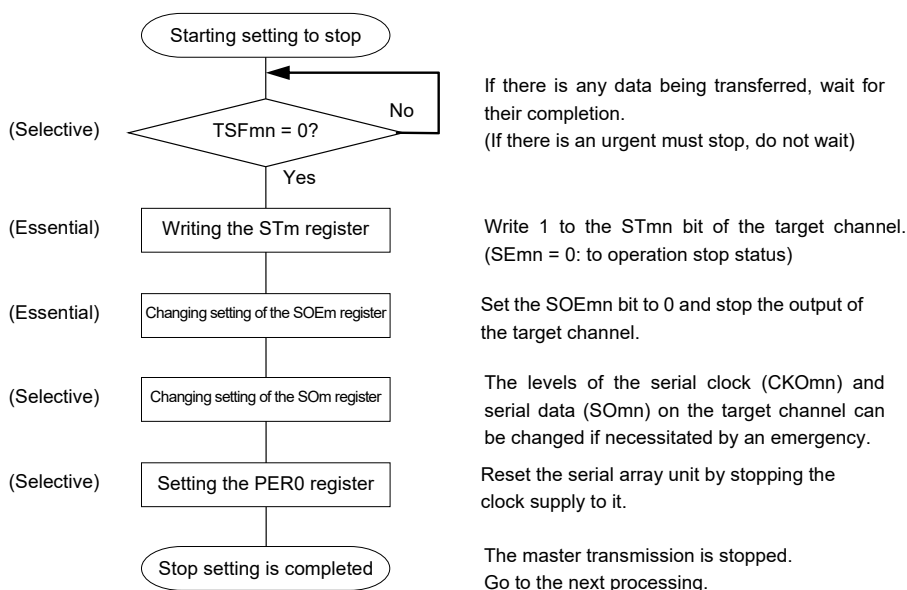 Starting setting to stop
If there is any data being transferred, wait for
their completion.
(If there is an urgent must stop, do not wait)
No
(Selective)
TSFmn = 0?
Yes
(Essential)
Writing the STm register
Write 1 to the STmn bit of the target channel.
(SEmn = 0: to operation stop status)
(Essential)
Changing setting of the SOEm register
Set the SOEmn bit to 0 and stop the output of
the target channel.
(Selective)
Changing setting of the SOm register
The levels of the serial clock (CKOmn) and
serial data (SOmn) on the target channel can
be changed if necessitated by an emergency.
(Selective)
Setting the PER0 register
Reset the serial array unit by stopping the
clock supply to it.
Stop setting is completed
The master transmission is stopped.
Go to the next processing.